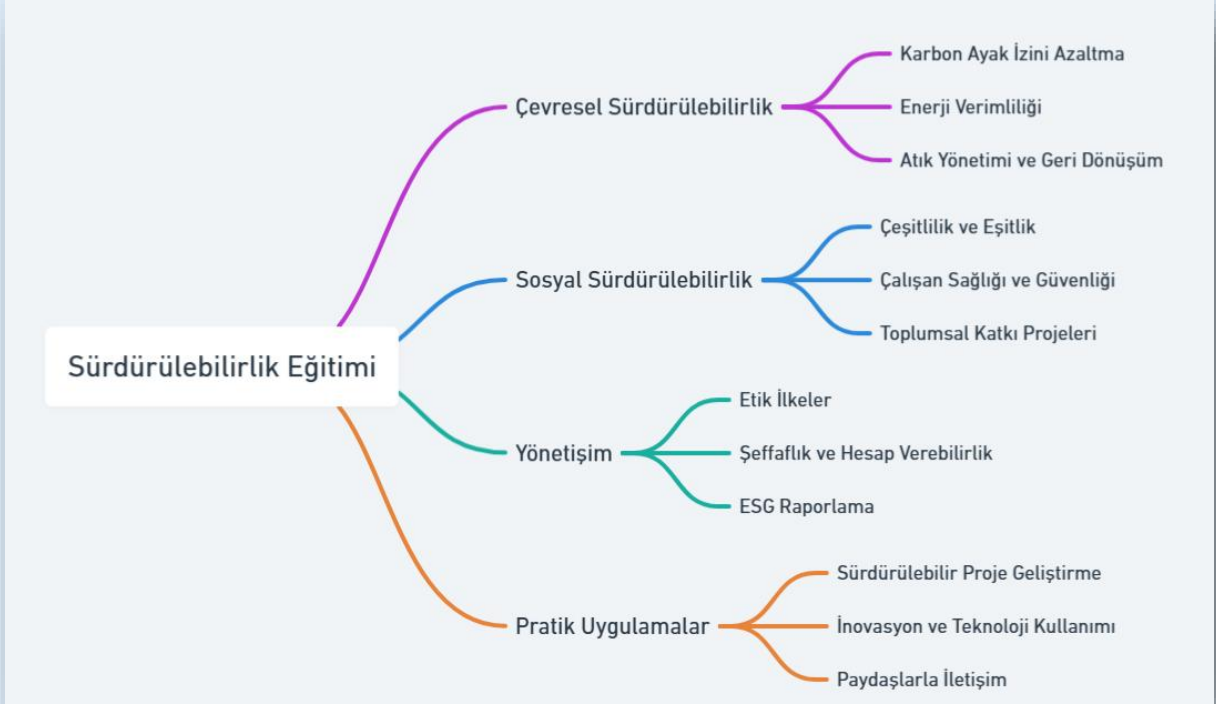 Sürdürülebilirlik Eğitimi
Çevresel Sürdürülebilirlik
Karbon Ayak İzini Azaltma
Enerji Verimliliği
Atık Yönetimi ve Geri Dönüşüm
Sosyal Sürdürülebilirlik
Çeşitlilik ve Eşitlik
Çalışan Sağlığı ve Güvenliği
Toplumsal Katkı Projeleri
Yönetişim
Etik İlkeler
Şeffaflık ve Hesap Verebilirlik
ESG Raporlama
Pratik Uygulamalar
Sürdürülebilir Proje Geliştirme
İnovasyon ve Teknoloji Kullanımı
Paydaşlarla İletişim